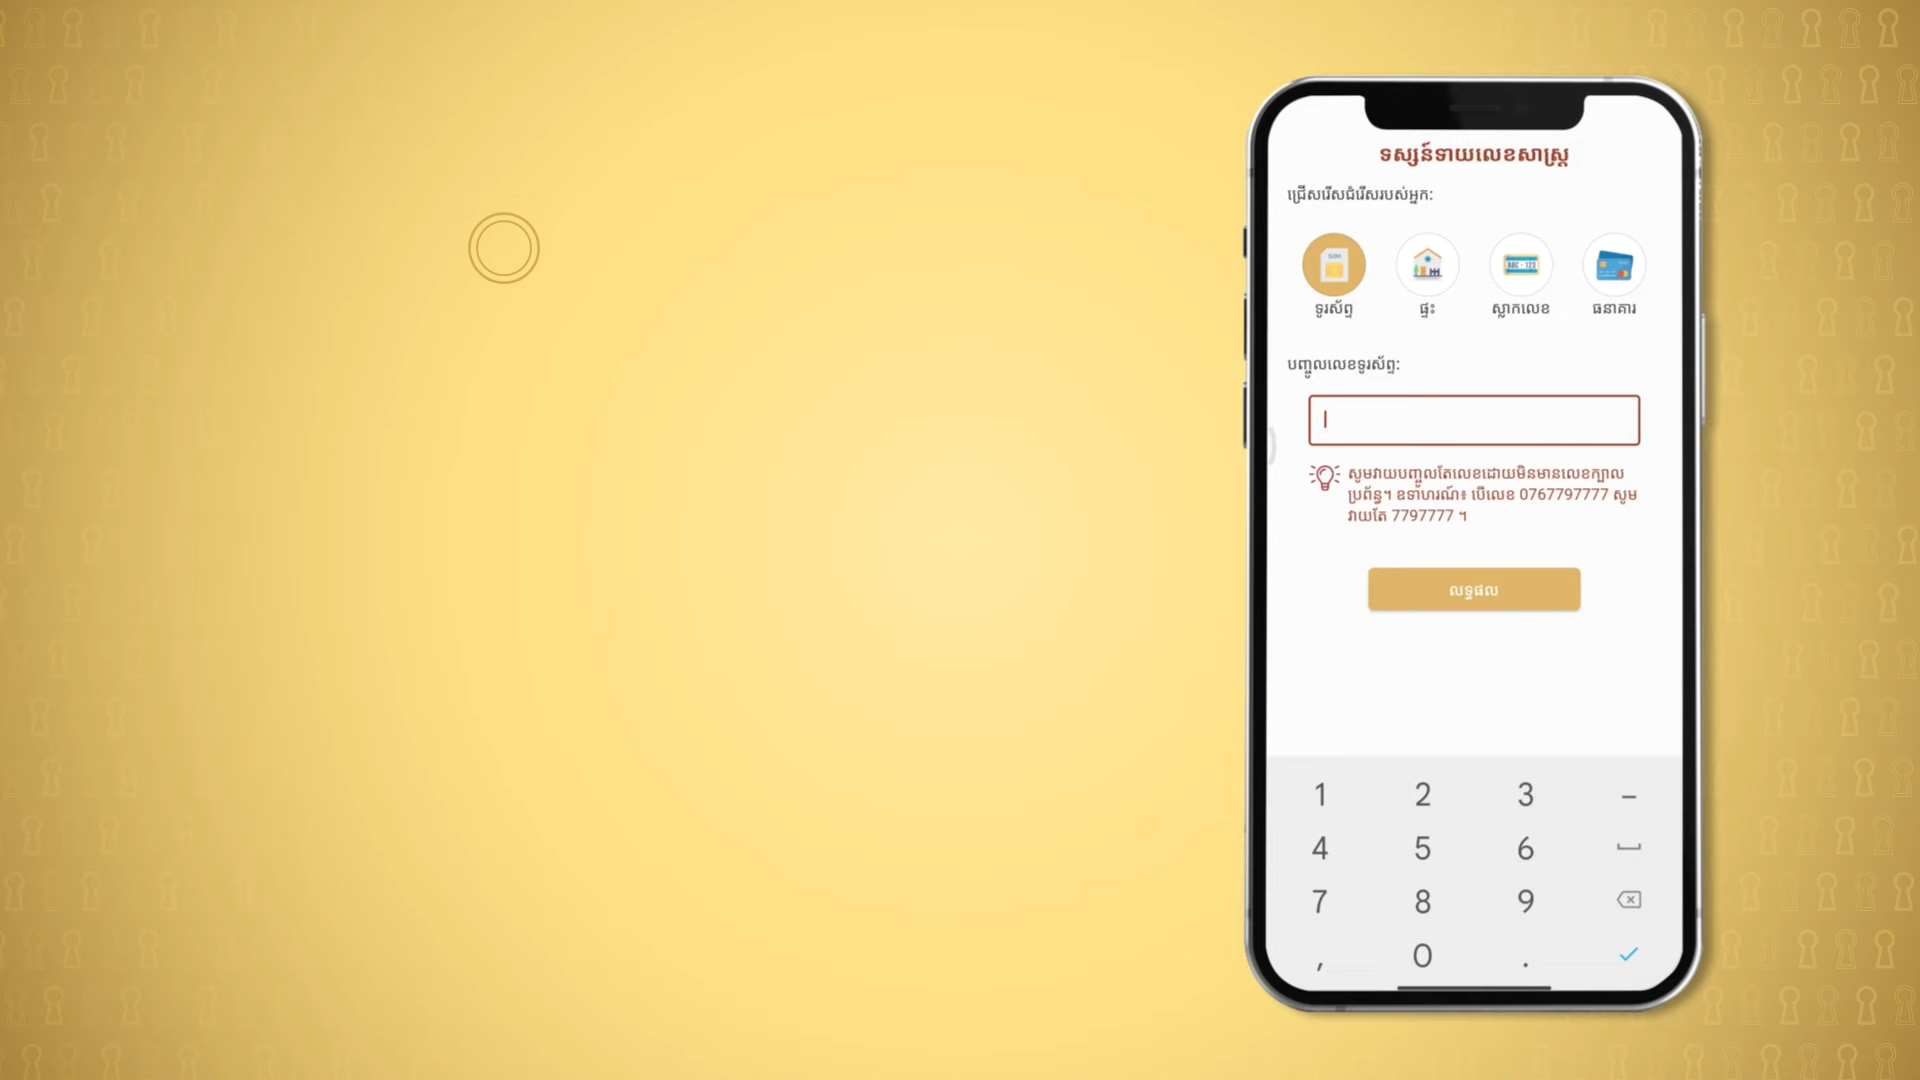 ទស្សន៍ទាយលេខសាស្ត្រ
ជ្រើសរើសជំរើសរបស់អ្នក:
SIM
ABC-123
ទូរស័ព្ទ ផ្ទះ ស្លាកលេខ ធនាគារ
បញ្ចូលលេខទូរស័ព្ទ:
សូមវាយបញ្ចូលតែលេខដោយមិនមានលេខក្បាល
ប្រព័ន្ធ។ ឧទាហរណ៍៖ បើលេខ 0767797777 សូម
វាយតែ 7797777 ។
លទ្ធផល
1 2 3 –
4 5 6
7 8 9
, 0 .